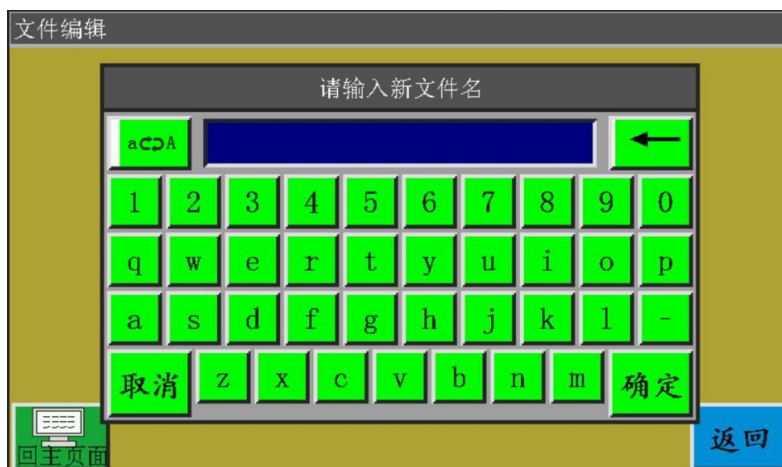 文件编辑
请输入新文件名
a⊂⊃A
1 2 3 4 5 6 7 8 9 0
q w e r t y u i o p
a s d f g h j k l -
取消 z x c v b n m 确定
回主页面 返回